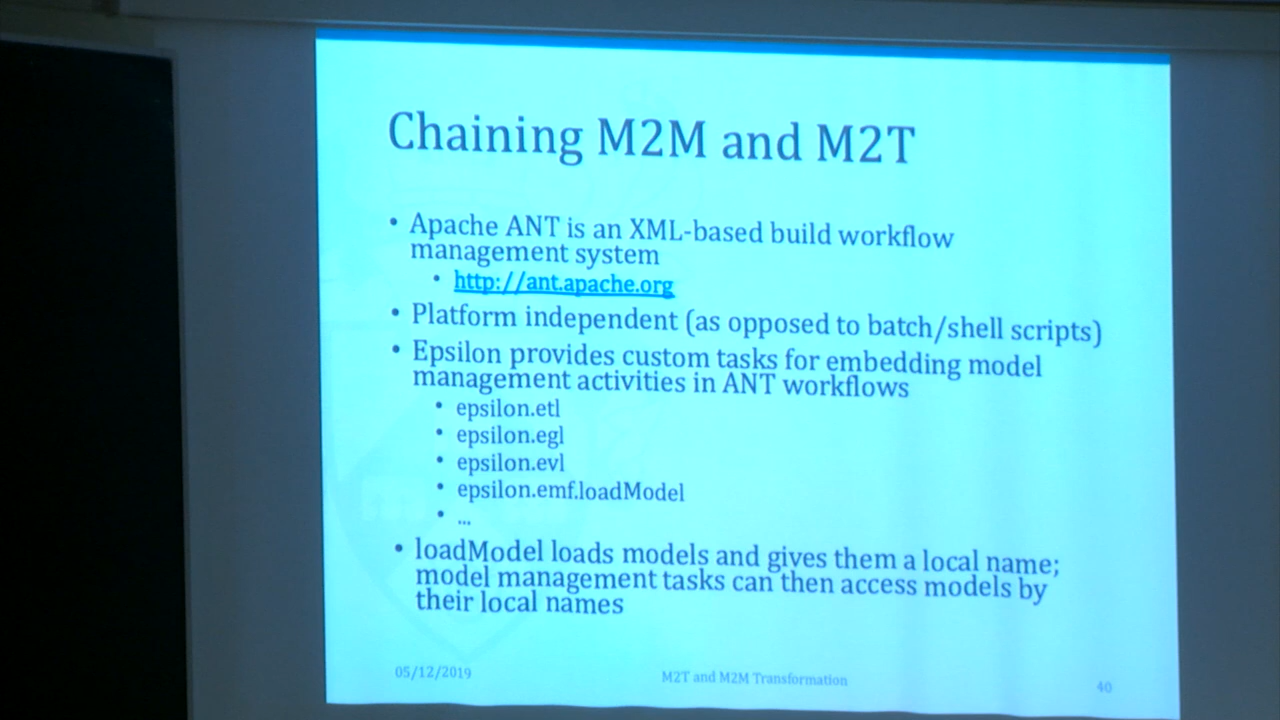 Chaining M2M and M2T
• Apache ANT is an XML-based build workflow
management system
• http://ant.apache.org
• Platform independent (as opposed to batch/shell scripts)
• Epsilon provides custom tasks for embedding model
management activities in ANT workflows
• epsilon.etl
• epsilon.egl
• epsilon.evl
• epsilon.emf.loadModel
• ...
• loadModel loads models and gives them a local name;
model management tasks can then access models by
their local names
05/12/2019
M2T and M2M Transformation
40